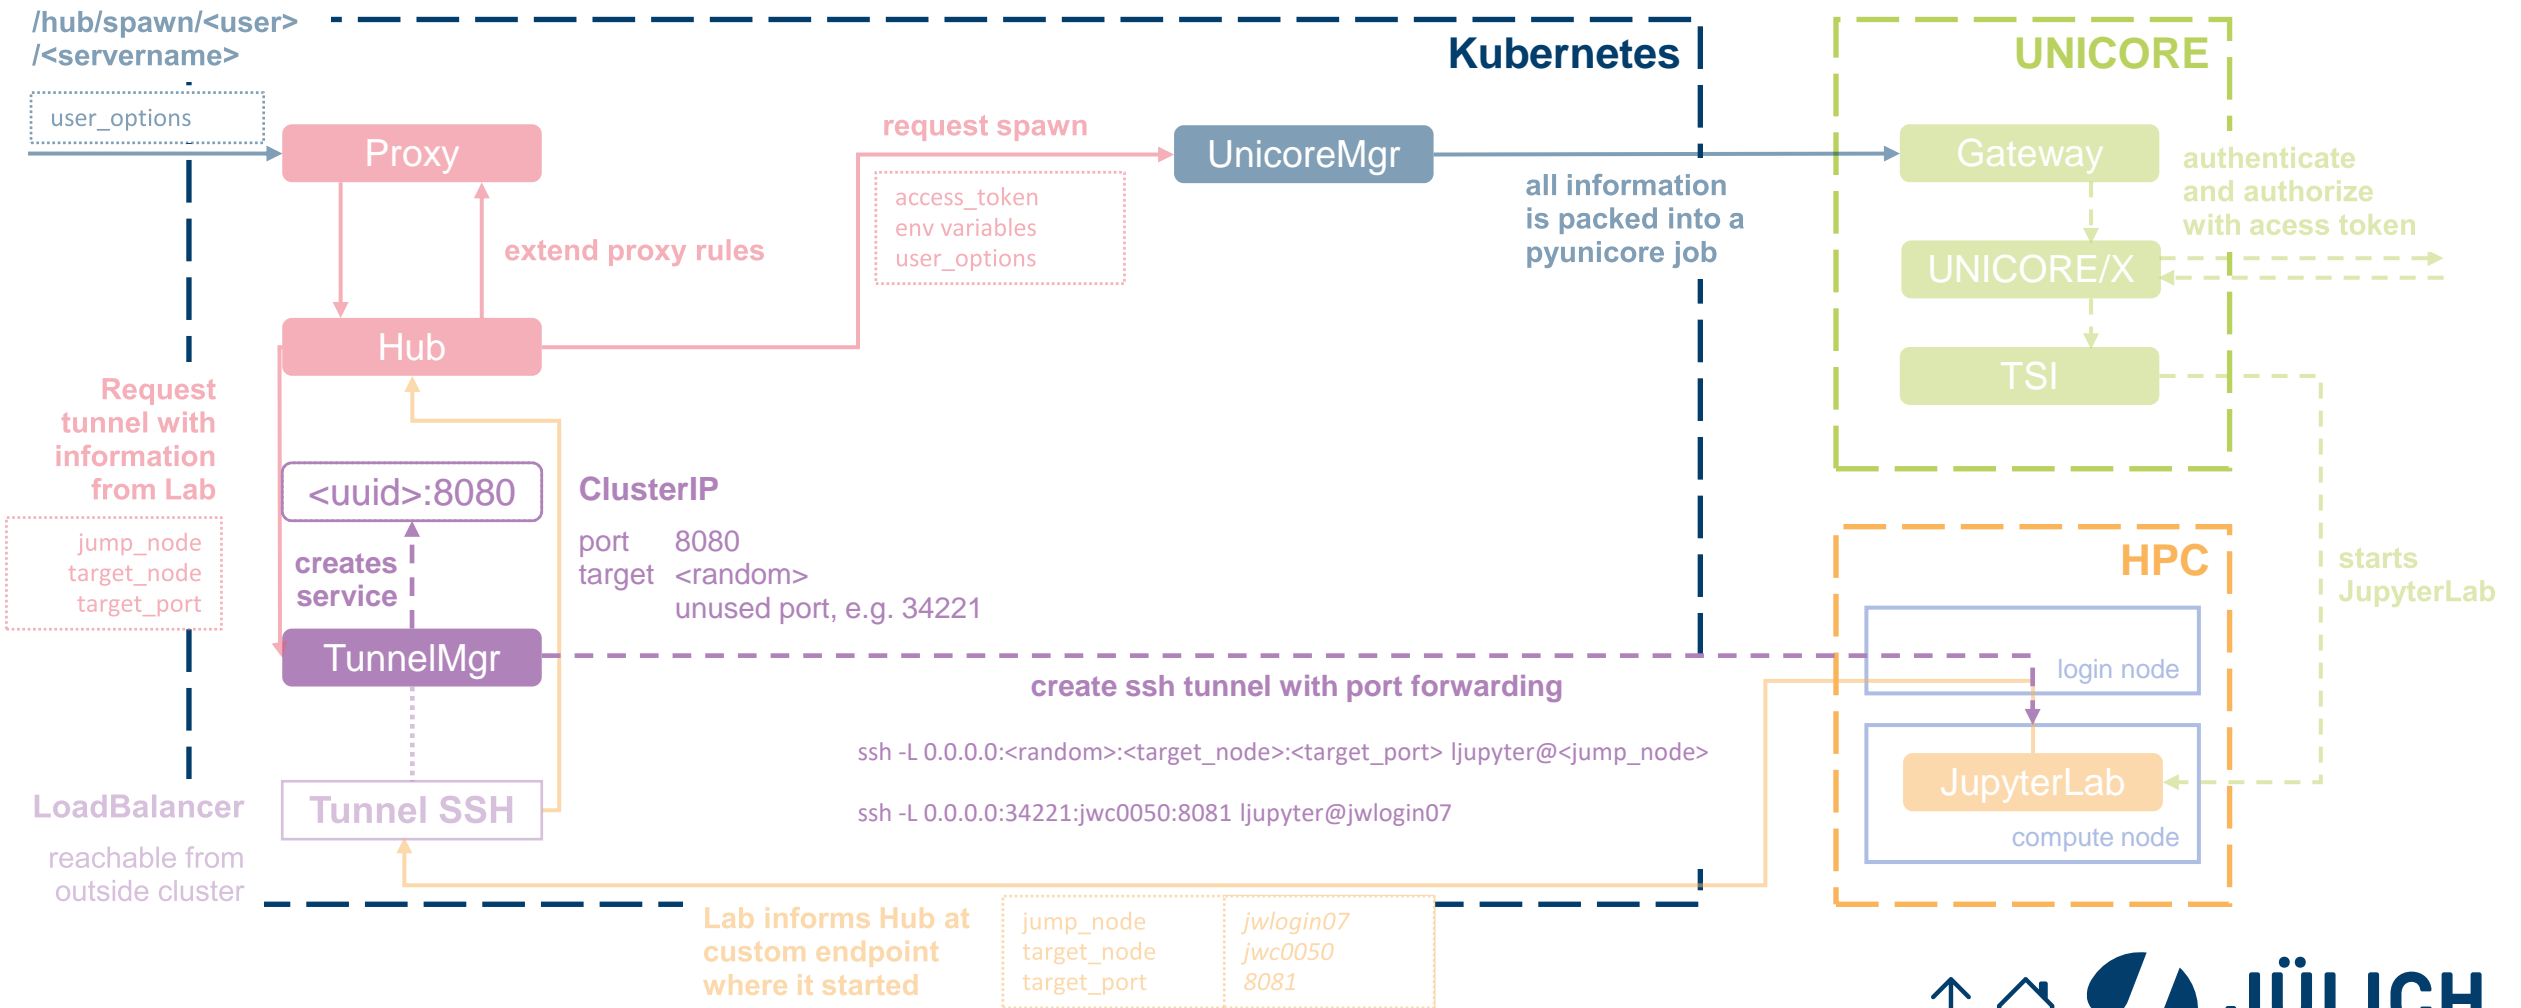 /hub/spawn/<user>
/<servername>
user_options
Kubernetes
UNICORE
Proxy
request spawn
UnicoreMgr
Gateway
access_token
env variables
user_options
all information
is packed into a
pyunicore job
authenticate
and authorize
with acess token
extend proxy rules
UNICORE/X
Hub
TSI
Request
tunnel with
information
from Lab
jump_node
target_node
target_port
<uuid>:8080
ClusterIP
port 8080
target <random>
unused port, e.g. 34221
creates
service
HPC
starts
JupyterLab
TunnelMgr
login node
create ssh tunnel with port forwarding
ssh -L 0.0.0.0:<random>:<target_node>:<target_port> ljupyter@<jump_node>
ssh -L 0.0.0.0:34221:jwc0050:8081 ljupyter@jwlogin07
JupyterLab
compute node
LoadBalancer
reachable from
outside cluster
Tunnel SSH
Lab informs Hub at
custom endpoint
where it started
jump_node jwlogin07
target_node jwc0050
target_port 8081
JÜLICH